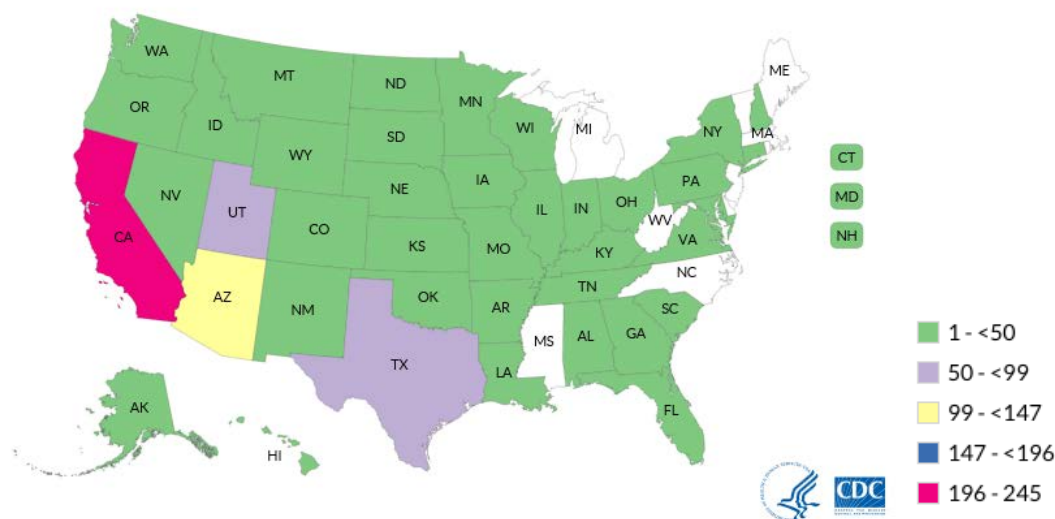 WA
MT
ND
MN
ME
OR
ID
SD
WI
MI
NY
MA
WY
CT
NV
UT
NE
IA
PA
CO
IL
IN
OH
MD
CA
KS
MO
WV
VA
KY
NH
AZ
NM
OK
AR
TN
NC
SC
TX
LA
MS
AL
GA
AK
HI
FL
1 - <50
50 - <99
99 - <147
147 - <196
196 - 245
CDC